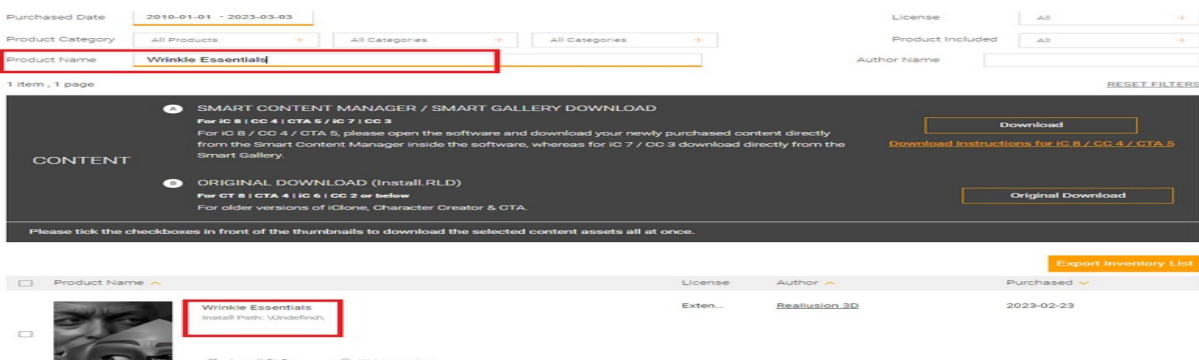 Purchased Date 2010-01-01 - 2023-03-03 License All +
Product Category All Products + All Categories + All Categories + Product Included All +
Product Name Wrinkle Essentials Author Name
1 item , 1 page RESET FILTERS
CONTENT
A SMART CONTENT MANAGER / SMART GALLERY DOWNLOAD
For iC 8 | CC 4 | CTA 5 / iC 7 | CC 3
For iC 8 / CC 4 / CTA 5, please open the software and download your newly purchased content directly
from the Smart Content Manager inside the software, whereas for iC 7 / CC 3 download directly from the
Smart Gallery.
Download
Download Instructions for iC 8 / CC 4 / CTA 5
B ORIGINAL DOWNLOAD (Install.RLD)
For CT 8 | CTA 4 | iC 6 | CC 2 or below
For older versions of iClone, Character Creator & CTA.
Original Download
Please tick the checkboxes in front of the thumbnails to download the selected content assets all at once.
Export Inventory List
Product Name License Author Purchased
Wrinkle Essentials Exten... Reallusion 3D 2023-02-23
Install Path: \Undefind\